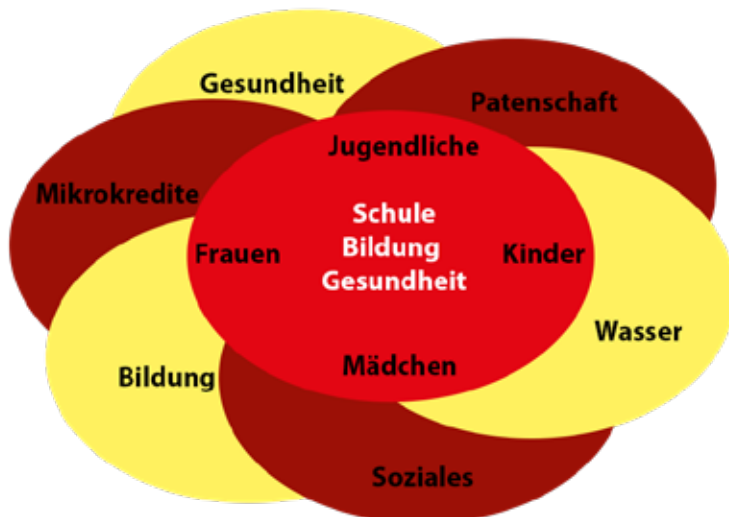 Gesundheit
Patenschaft
Jugendliche
Mikrokredite
Schule
Bildung
Gesundheit
Frauen
Kinder
Wasser
Mädchen
Bildung
Soziales